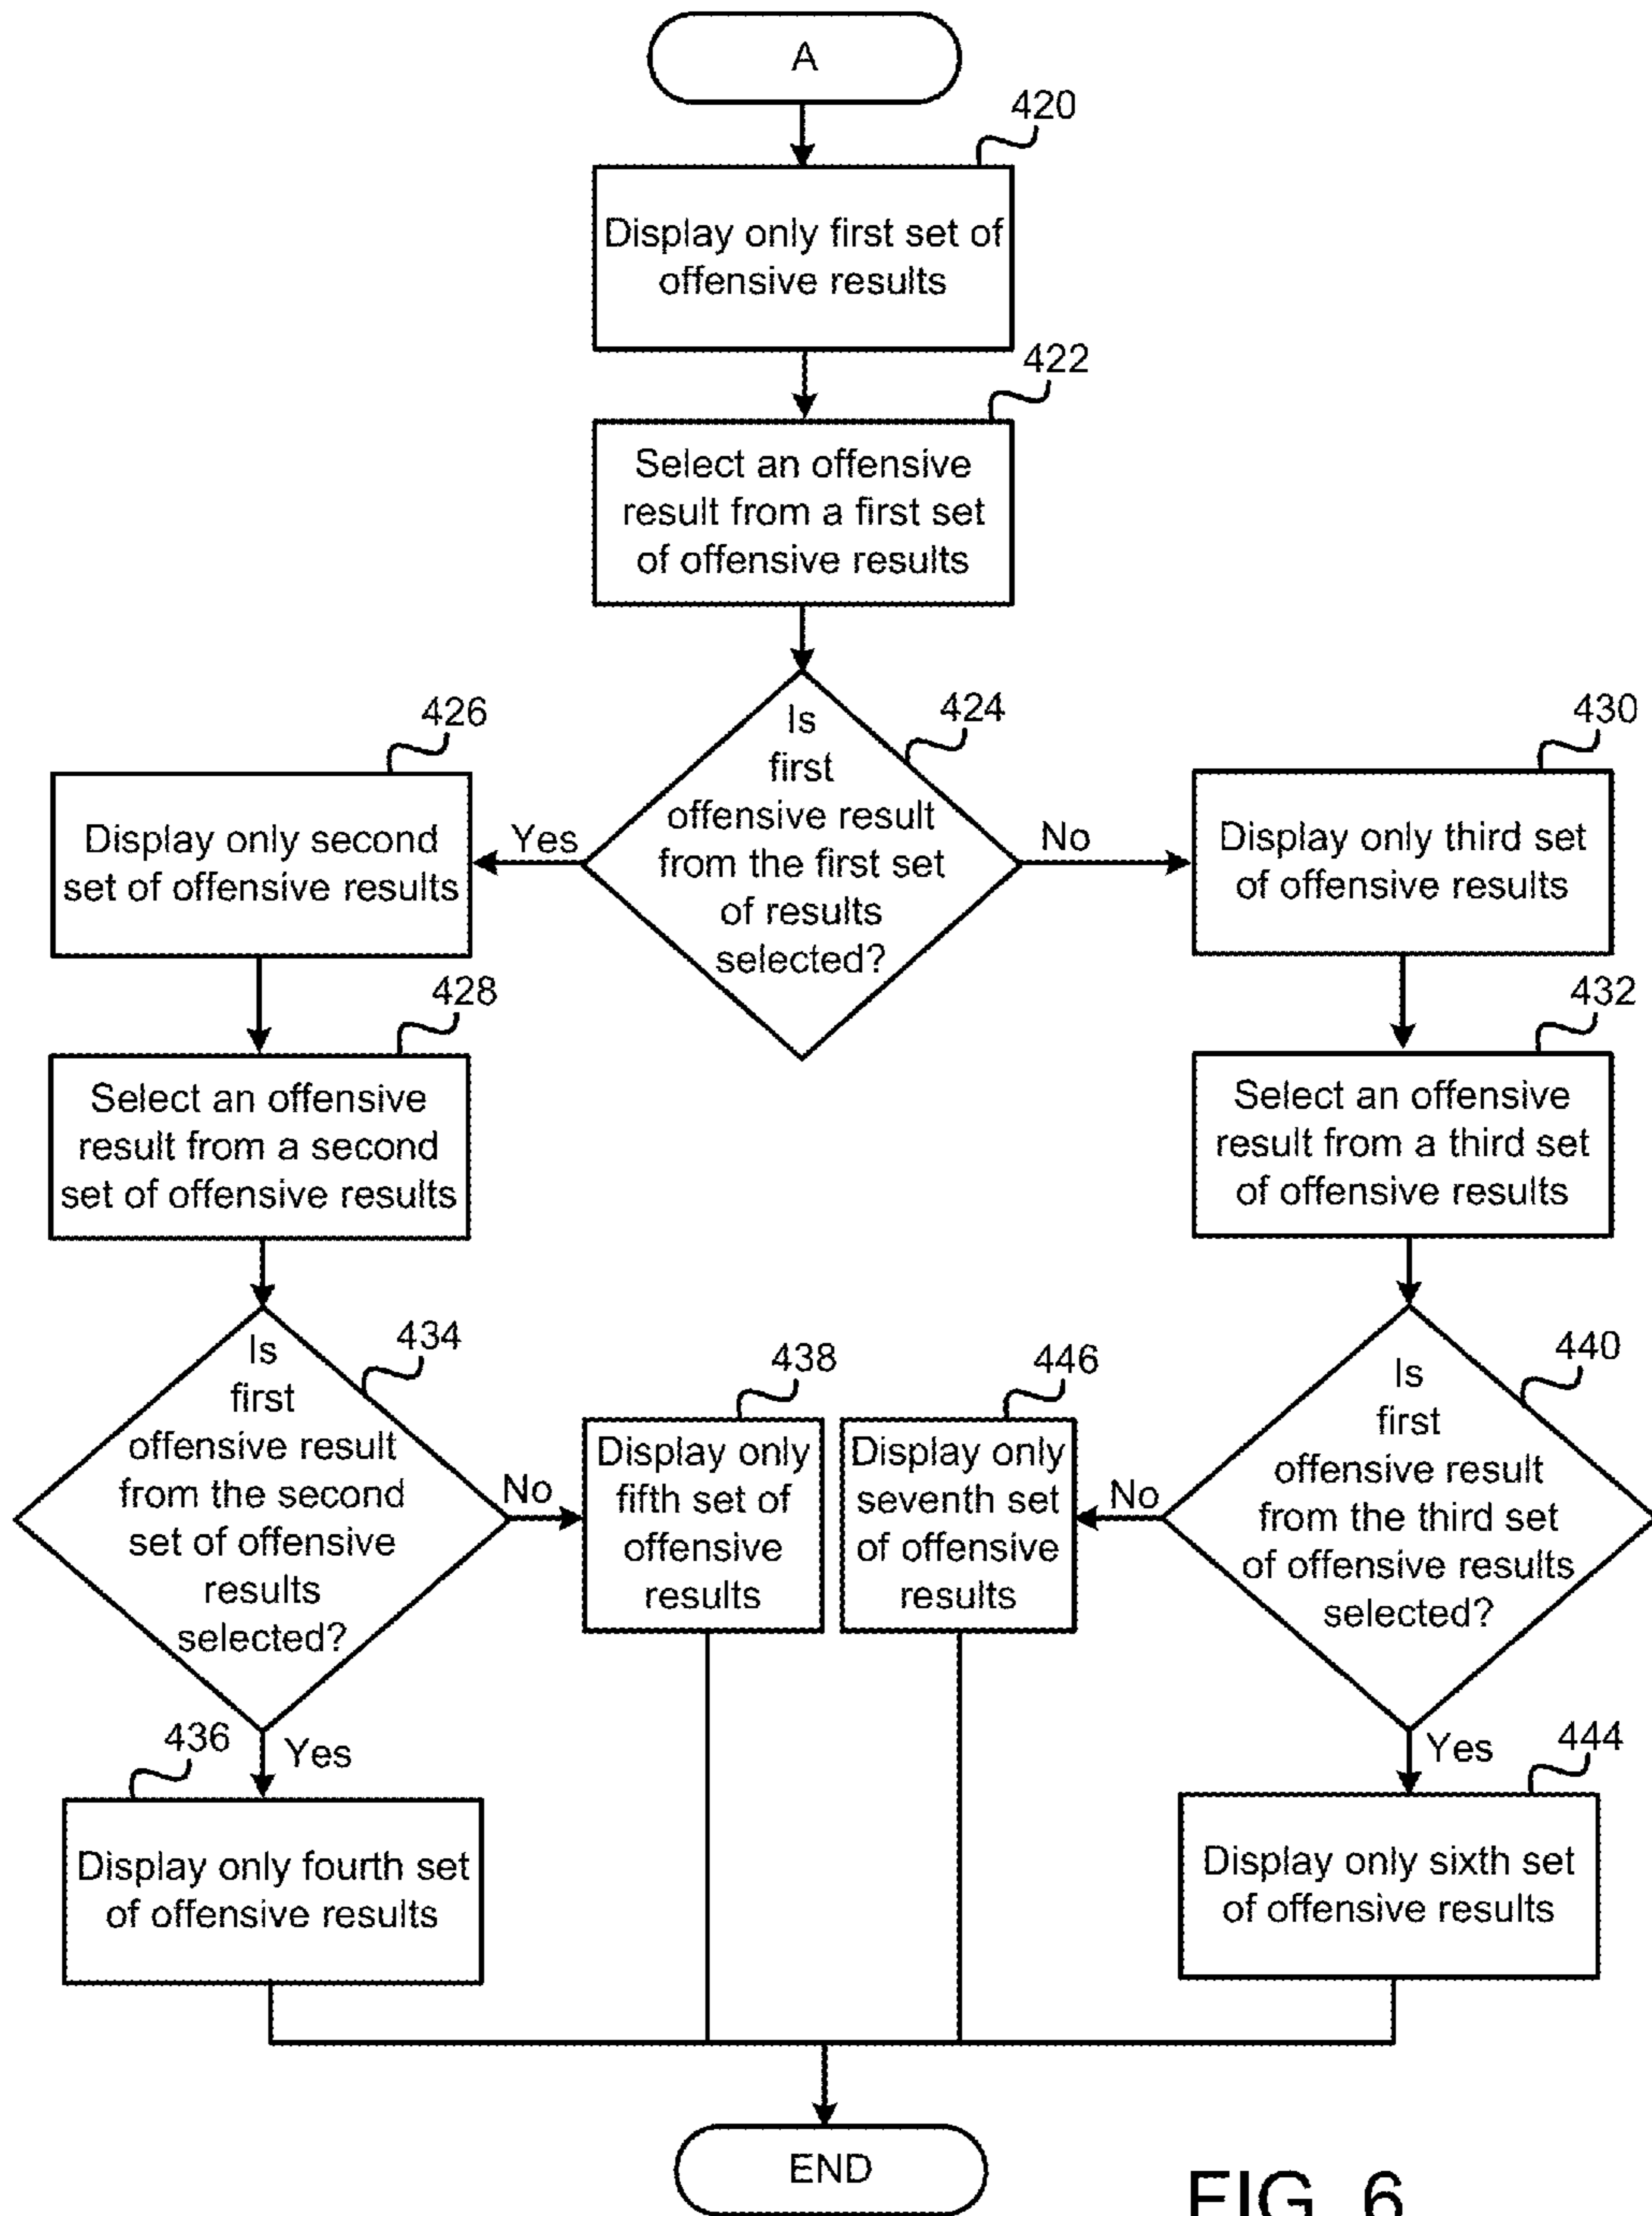 A
420
Display only first set of
offensive results
422
Select an offensive
result from a first set
of offensive results
424
Is
first
offensive result
from the first set
of results
selected?
Yes
No
426
Display only second
set of offensive results
430
Display only third set
of offensive results
428
Select an offensive
result from a second
set of offensive results
432
Select an offensive
result from a third set
of offensive results
434
Is
first
offensive result
from the second
set of offensive
results
selected?
No
438
Display only
fifth set of
offensive
results
446
Display only
seventh set
of offensive
results
No
440
Is
first
offensive result
from the third set
of offensive results
selected?
Yes
436
Display only fourth set
of offensive results
Yes
444
Display only sixth set
of offensive results
END
FIG. 6